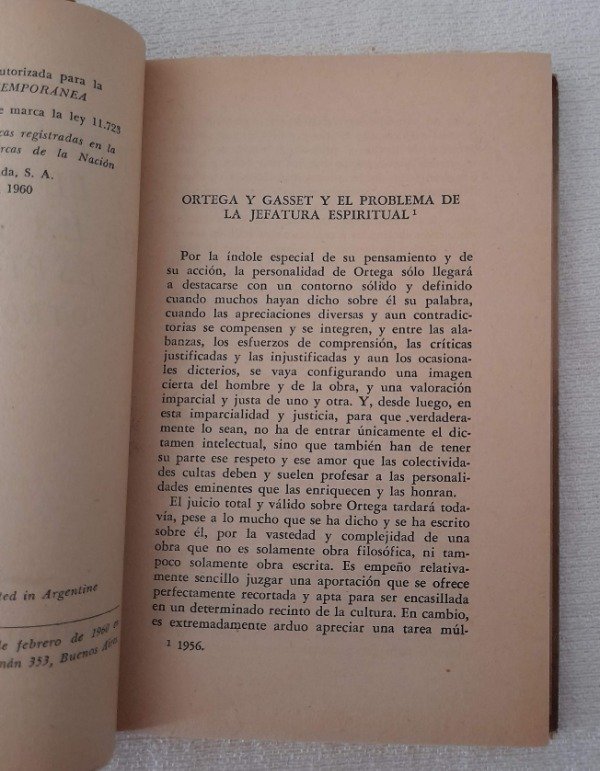 utorizada para la
EMPORÁNEA
e marca la ley 11.723
cas registradas en la
rcas de la Nación
da, S. A.
, 1960
ted in Argentine
de febrero de 1960 e
mán 353, Buenos Aires
ORTEGA Y GASSET Y EL PROBLEMA DE
LA JEFATURA ESPIRITUAL 1
Por la índole especial de su pensamiento y de
su acción, la personalidad de Ortega sólo llegará
a destacarse con un contorno sólido y definido
cuando muchos hayan dicho sobre él su palabra,
cuando las apreciaciones diversas y aun contradic-
torias se compensen y se integren, y entre las ala-
banzas, los esfuerzos de comprensión, las críticas
justificadas y las injustificadas y aun los ocasiona-
les dicterios, se vaya configurando una imagen
cierta del hombre y de la obra, y una valoración
imparcial y justa de uno y otra. Y, desde luego, en
esta imparcialidad y justicia, para que verdadera-
mente lo sean, no ha de entrar únicamente el dic-
tamen intelectual, sino que también han de tener
su parte ese respeto y ese amor que las colectivida-
des cultas deben y suelen profesar a las personali-
dades eminentes que las enriquecen y las honran.
El juicio total y válido sobre Ortega tardará toda-
vía, pese a lo mucho que se ha dicho y se ha escrito
sobre él, por la vastedad y complejidad de una
obra que no es solamente obra filosófica, ni tam-
poco solamente obra escrita. Es empeño relativa-
mente sencillo juzgar una aportación que se ofrece
perfectamente recortada y apta para ser encasillada
en un determinado recinto de la cultura. En cambio,
es extremadamente arduo apreciar una tarea múl-
1 1956.